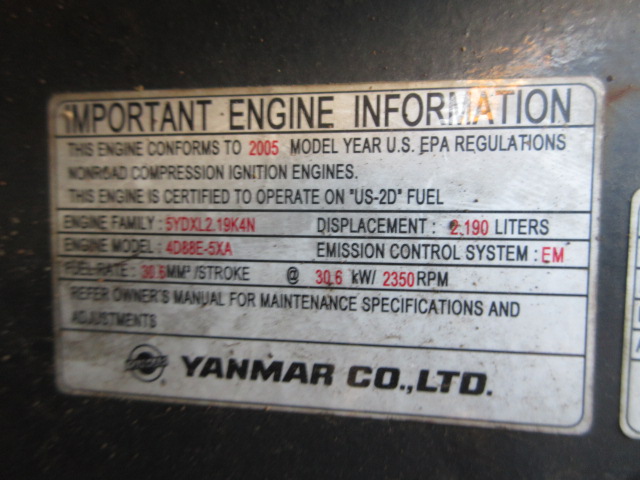 IMPORTANT ENGINE INFORMATION
THIS ENGINE CONFORMS TO 2005 MODEL YEAR U.S. EPA REGULATIONS
NONROAD COMPRESSION IGNITION ENGINES.
THIS ENGINE IS CERTIFIED TO OPERATE ON "US-2D" FUEL
ENGINE FAMILY : 5YDXL2.19K4N DISPLACEMENT : 2.190 LITERS
ENGINE MODEL : 4D88E-5XA EMISSION CONTROL SYSTEM : EM
FUEL RATE : 30.6 MM³ /STROKE @ 30.6 kW/ 2350 RPM
REFER OWNER'S MANUAL FOR MAINTENANCE SPECIFICATIONS AND
ADJUSTMENTS
YANMAR CO.,LTD.